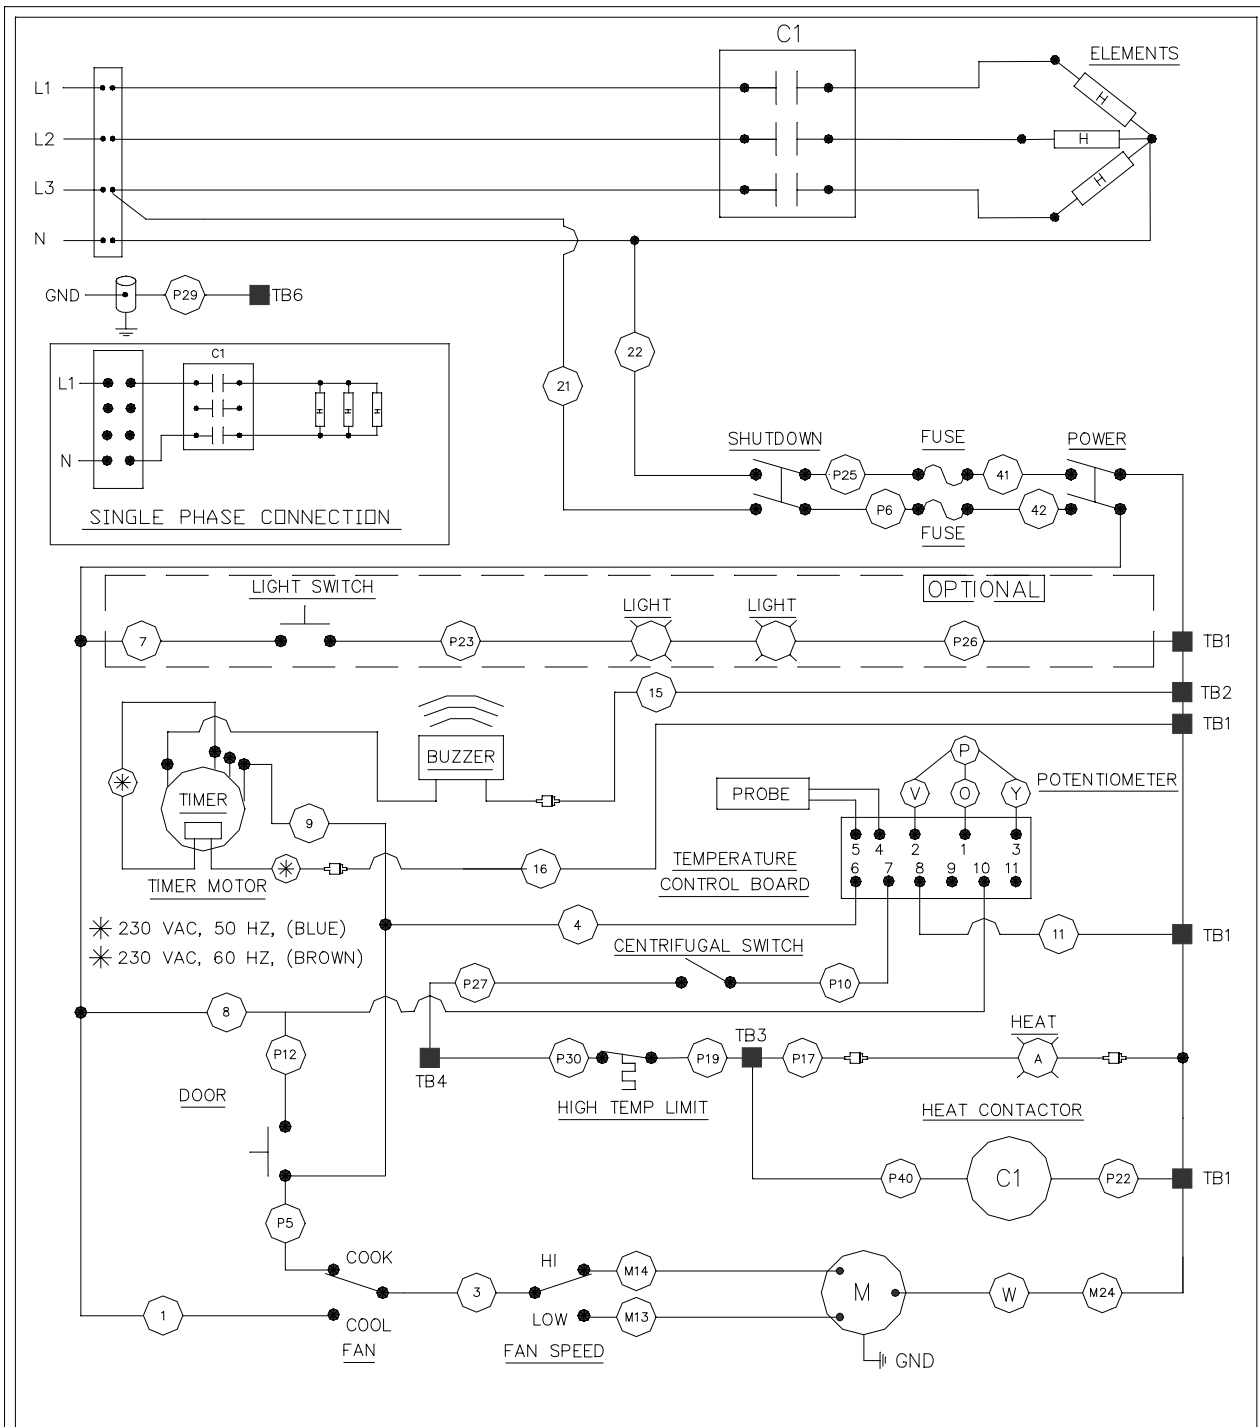 C1
ELEMENTS
L1
H
L2
H
L3
H
N
GND
P29
TB6
22
C1
L1
21
H H H
SHUTDOWN FUSE POWER
N
P25 41
SINGLE PHASE CONNECTION
P6 42
FUSE
LIGHT SWITCH
OPTIONAL
LIGHT LIGHT
7 P23 P26 TB1
15 TB2
TB1
BUZZER
P
POTENTIOMETER
PROBE
V O Y
TIMER
9
5 4 2 1 3
TEMPERATURE
CONTROL BOARD
6 7 8 9 10 11
16
TIMER MOTOR
230 VAC, 50 HZ, (BLUE)
4
11 TB1
230 VAC, 60 HZ, (BROWN)
CENTRIFUGAL SWITCH
P27 P10
8
HEAT
TB3
P12
P30 P19 P17 A
TB4
DOOR
HIGH TEMP LIMIT
HEAT CONTACTOR
P40 C1 P22 TB1
P5
COOK
HI
M14
3
M
W M24
1
COOL
LOW
M13
FAN
FAN SPEED
GND